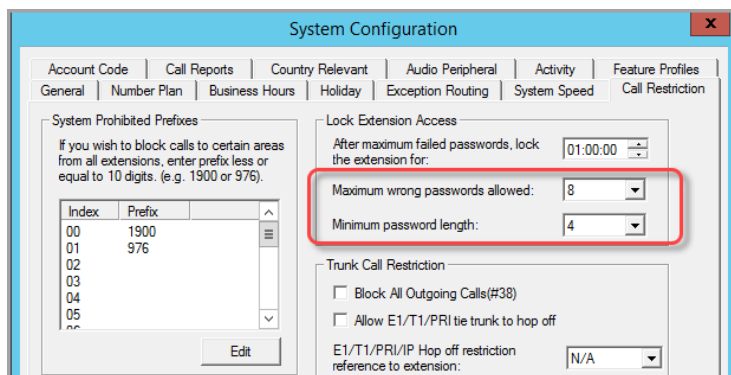 System Configuration
x
Account Code
Call Reports
Country Relevant
Audio Peripheral
Activity
Feature Profiles
General
Number Plan
Business Hours
Holiday
Exception Routing
System Speed
Call Restriction
System Prohibited Prefixes
If you wish to block calls to certain areas
from all extensions, enter prefix less or
equal to 10 digits. (e.g. 1900 or 976).
Index Prefix
00 1900
01 976
02
03
04
05
Edit
Lock Extension Access
After maximum failed passwords, lock
the extension for:
01:00:00
Maximum wrong passwords allowed:
8
Minimum password length:
4
Trunk Call Restriction
Block All Outgoing Calls(#38)
Allow E1/T1/PRI tie trunk to hop off
E1/T1/PRI/IP Hop off restriction
reference to extension:
N/A